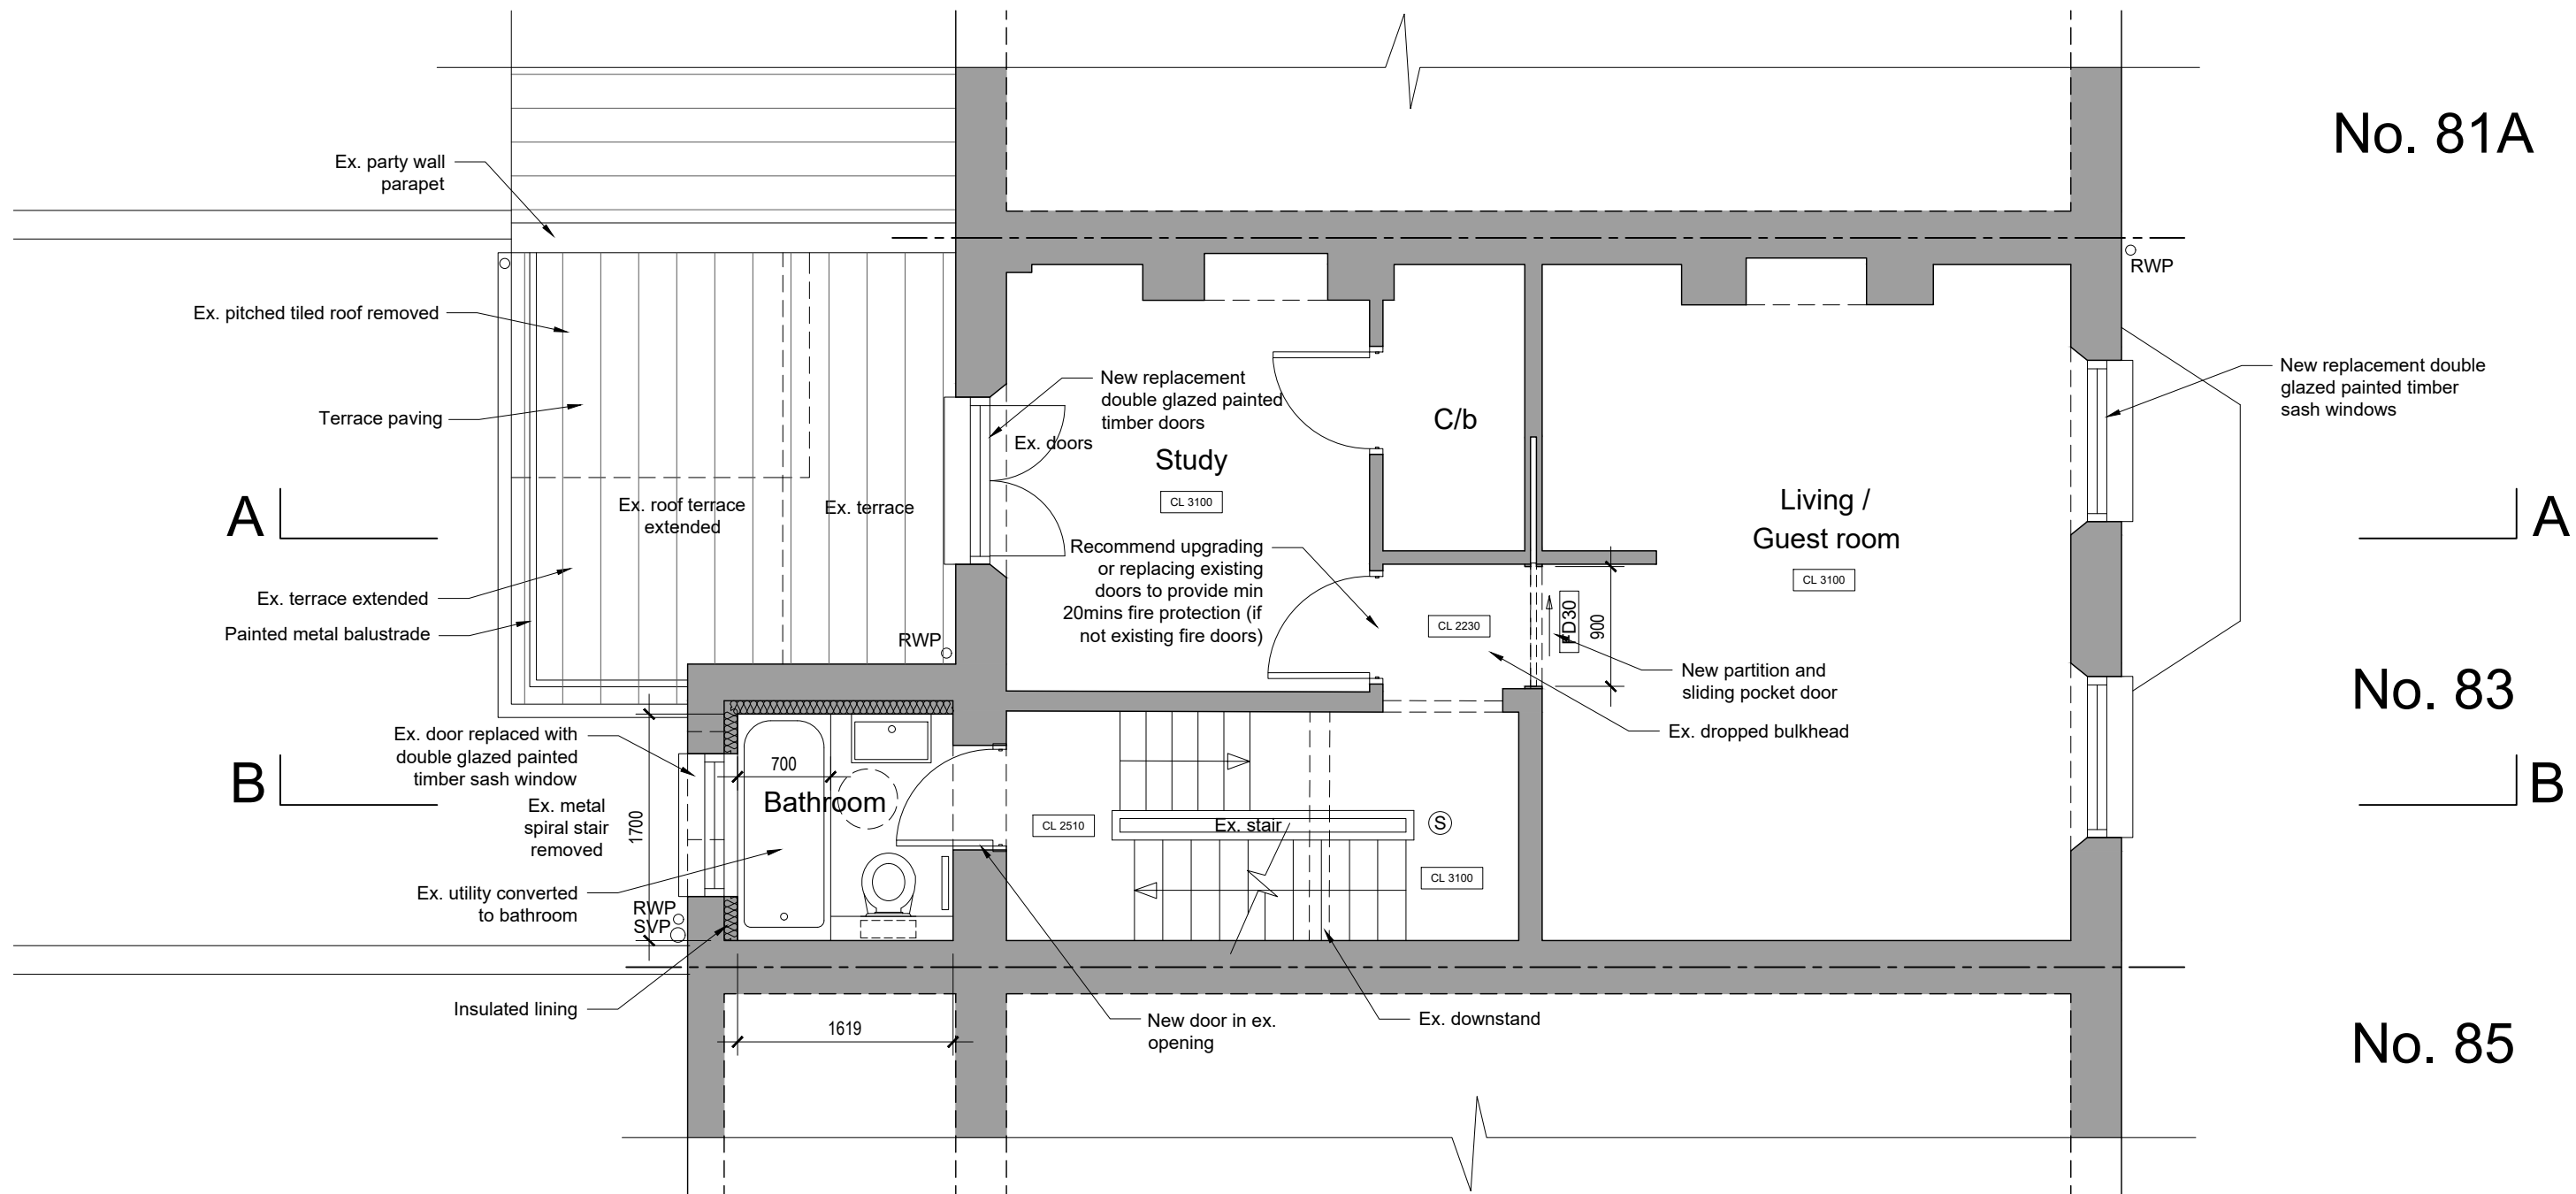 No. 81A
Ex. party wall
parapet
RWP
Ex. pitched tiled roof removed
New replacement
double glazed painted
timber doors
New replacement double
glazed painted timber
sash windows
Terrace paving
C/b
Ex. doors
Study
CL 3100
Living /
Guest room
CL 3100
A
Ex. roof terrace
extended
Ex. terrace
A
Recommend upgrading
or replacing existing
doors to provide min
20mins fire protection (if
not existing fire doors)
Ex. terrace extended
Painted metal balustrade
RWP
CL 2230
FD30
900
New partition and
sliding pocket door
No. 83
Ex. dropped bulkhead
Ex. door replaced with
double glazed painted
timber sash window
B
700
Bathroom
B
Ex. metal
spiral stair
removed
1700
CL 2510
Ex. stair
S
CL 3100
Ex. utility converted
to bathroom
RWP
SVP
Insulated lining
1619
New door in ex.
opening
Ex. downstand
No. 85